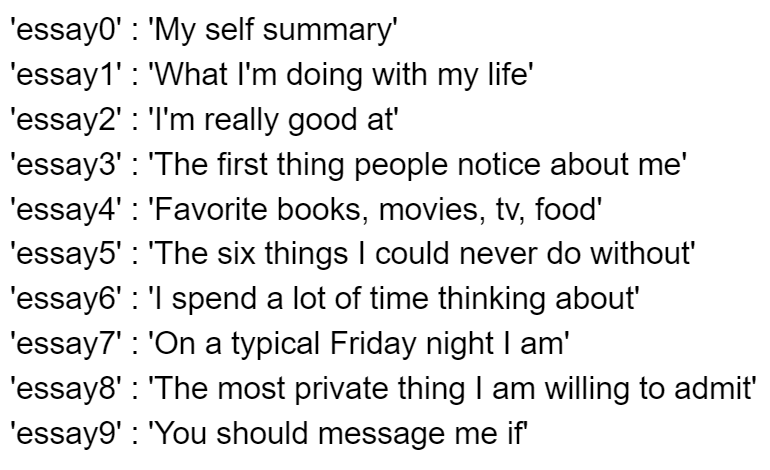 'essay0' : 'My self summary'
'essay1' : 'What I'm doing with my life'
'essay2' : 'I'm really good at'
'essay3' : 'The first thing people notice about me'
'essay4' : 'Favorite books, movies, tv, food'
'essay5' : 'The six things I could never do without'
'essay6' : 'I spend a lot of time thinking about'
'essay7' : 'On a typical Friday night I am'
'essay8' : 'The most private thing I am willing to admit'
'essay9' : 'You should message me if'